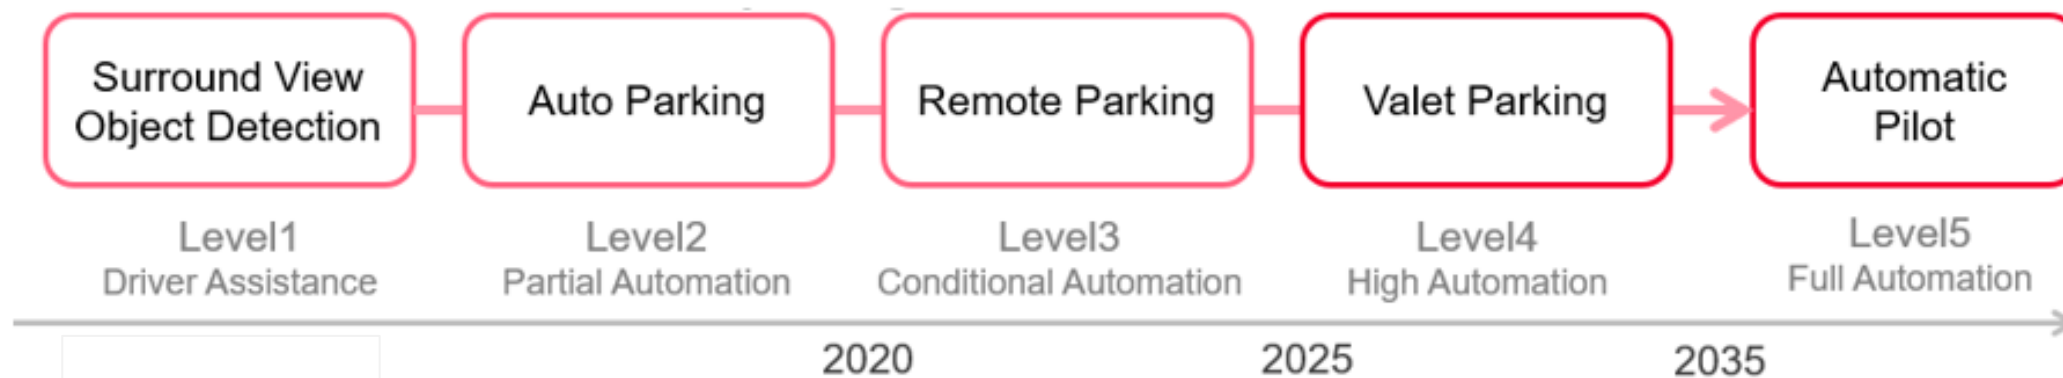 Surround View
Object Detection
Auto Parking
Remote Parking
Valet Parking
Automatic
Pilot
Level1
Driver Assistance
Level2
Partial Automation
Level3
Conditional Automation
Level4
High Automation
Level5
Full Automation
2020
2025
2035